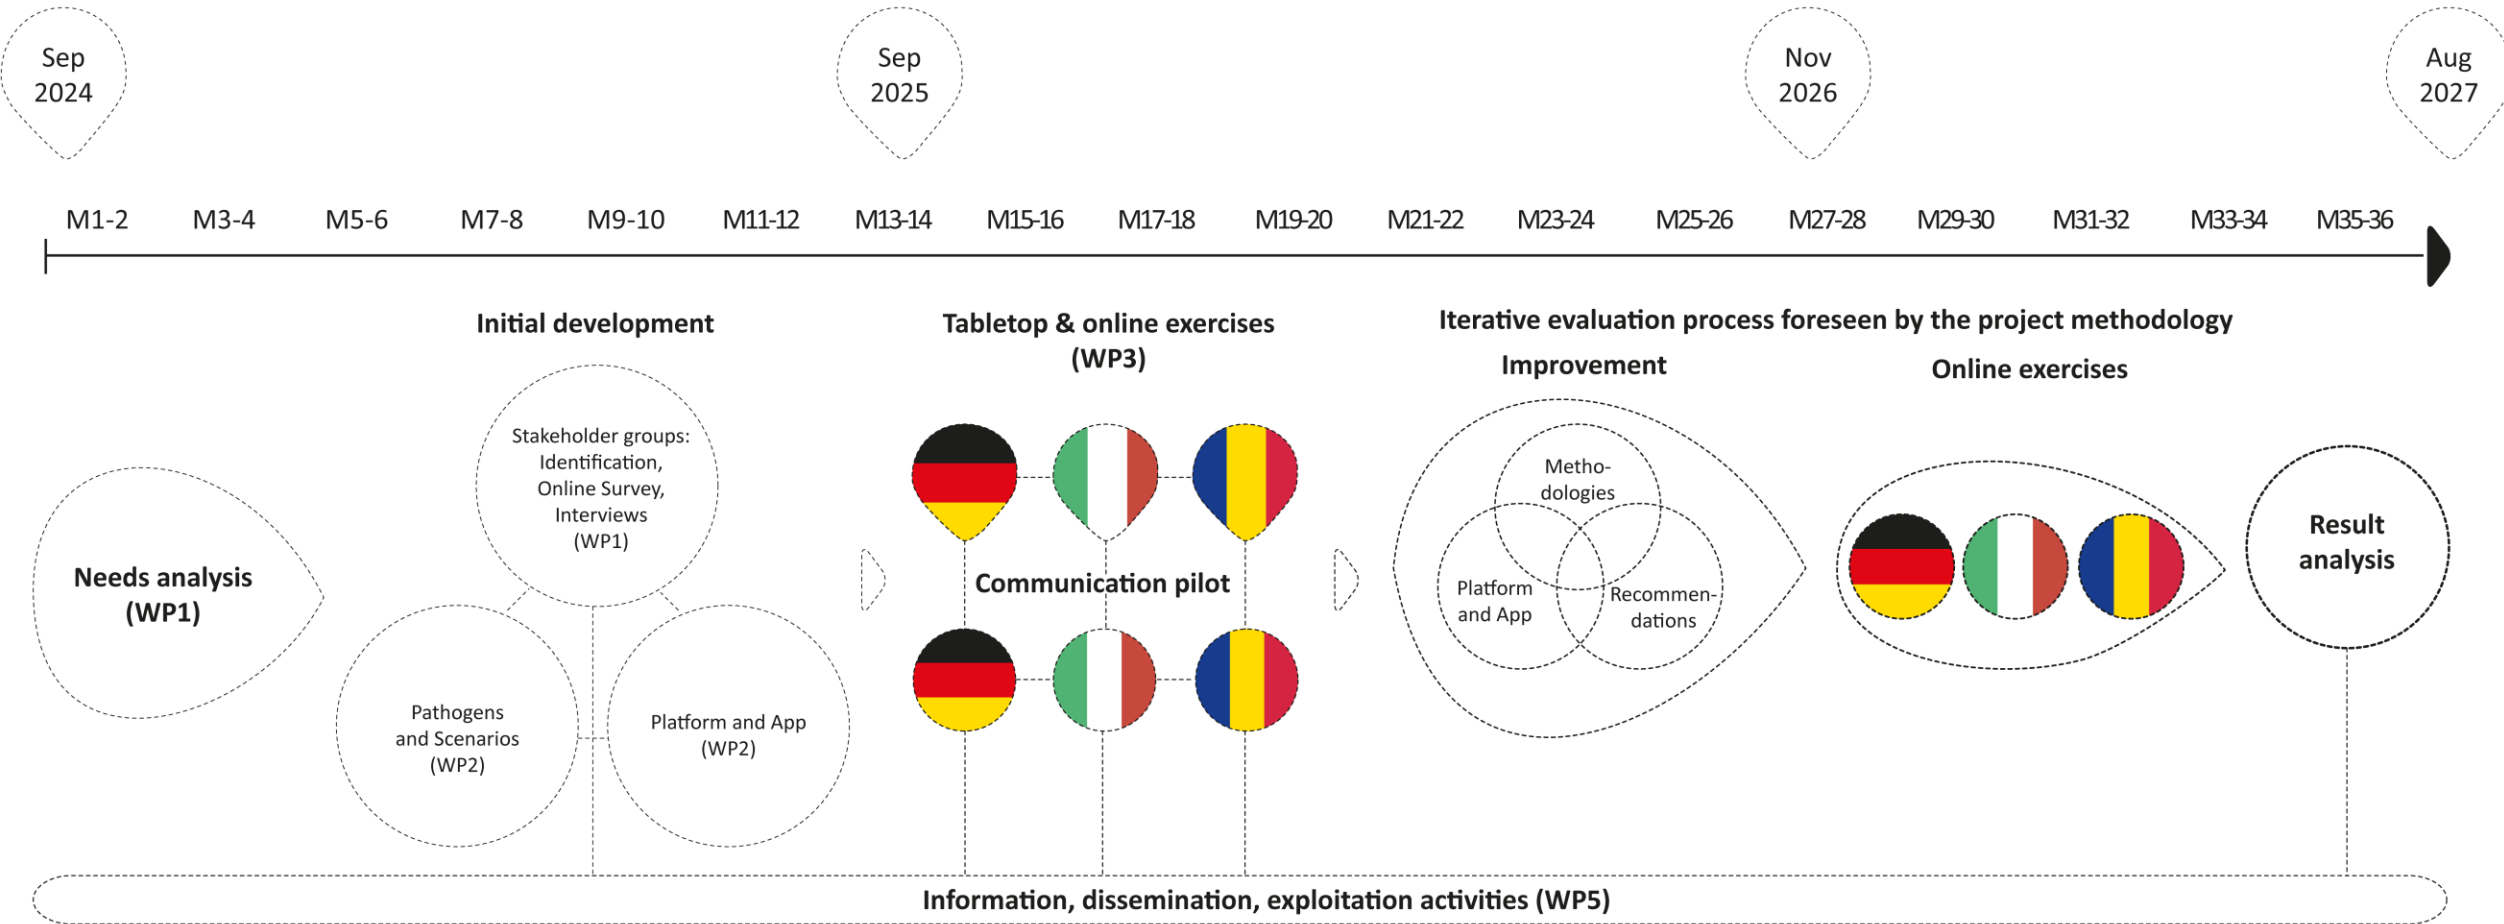 Sep
2024
Sep
2025
Nov
2026
Aug
2027
M1-2 M3-4 M5-6 M7-8 M9-10 M11-12 M13-14 M15-16 M17-18 M19-20 M21-22 M23-24 M25-26 M27-28 M29-30 M31-32 M33-34 M35-36
Needs analysis
(WP1)
Initial development
Stakeholder groups:
Identification,
Online Survey,
Interviews
(WP1)
Pathogens
and Scenarios
(WP2)
Platform and App
(WP2)
Tabletop & online exercises
(WP3)
Communication pilot
Iterative evaluation process foreseen by the project methodology
Improvement
Metho-
dologies
Platform
and App
Recommen-
dations
Online exercises
Result
analysis
Information, dissemination, exploitation activities (WP5)